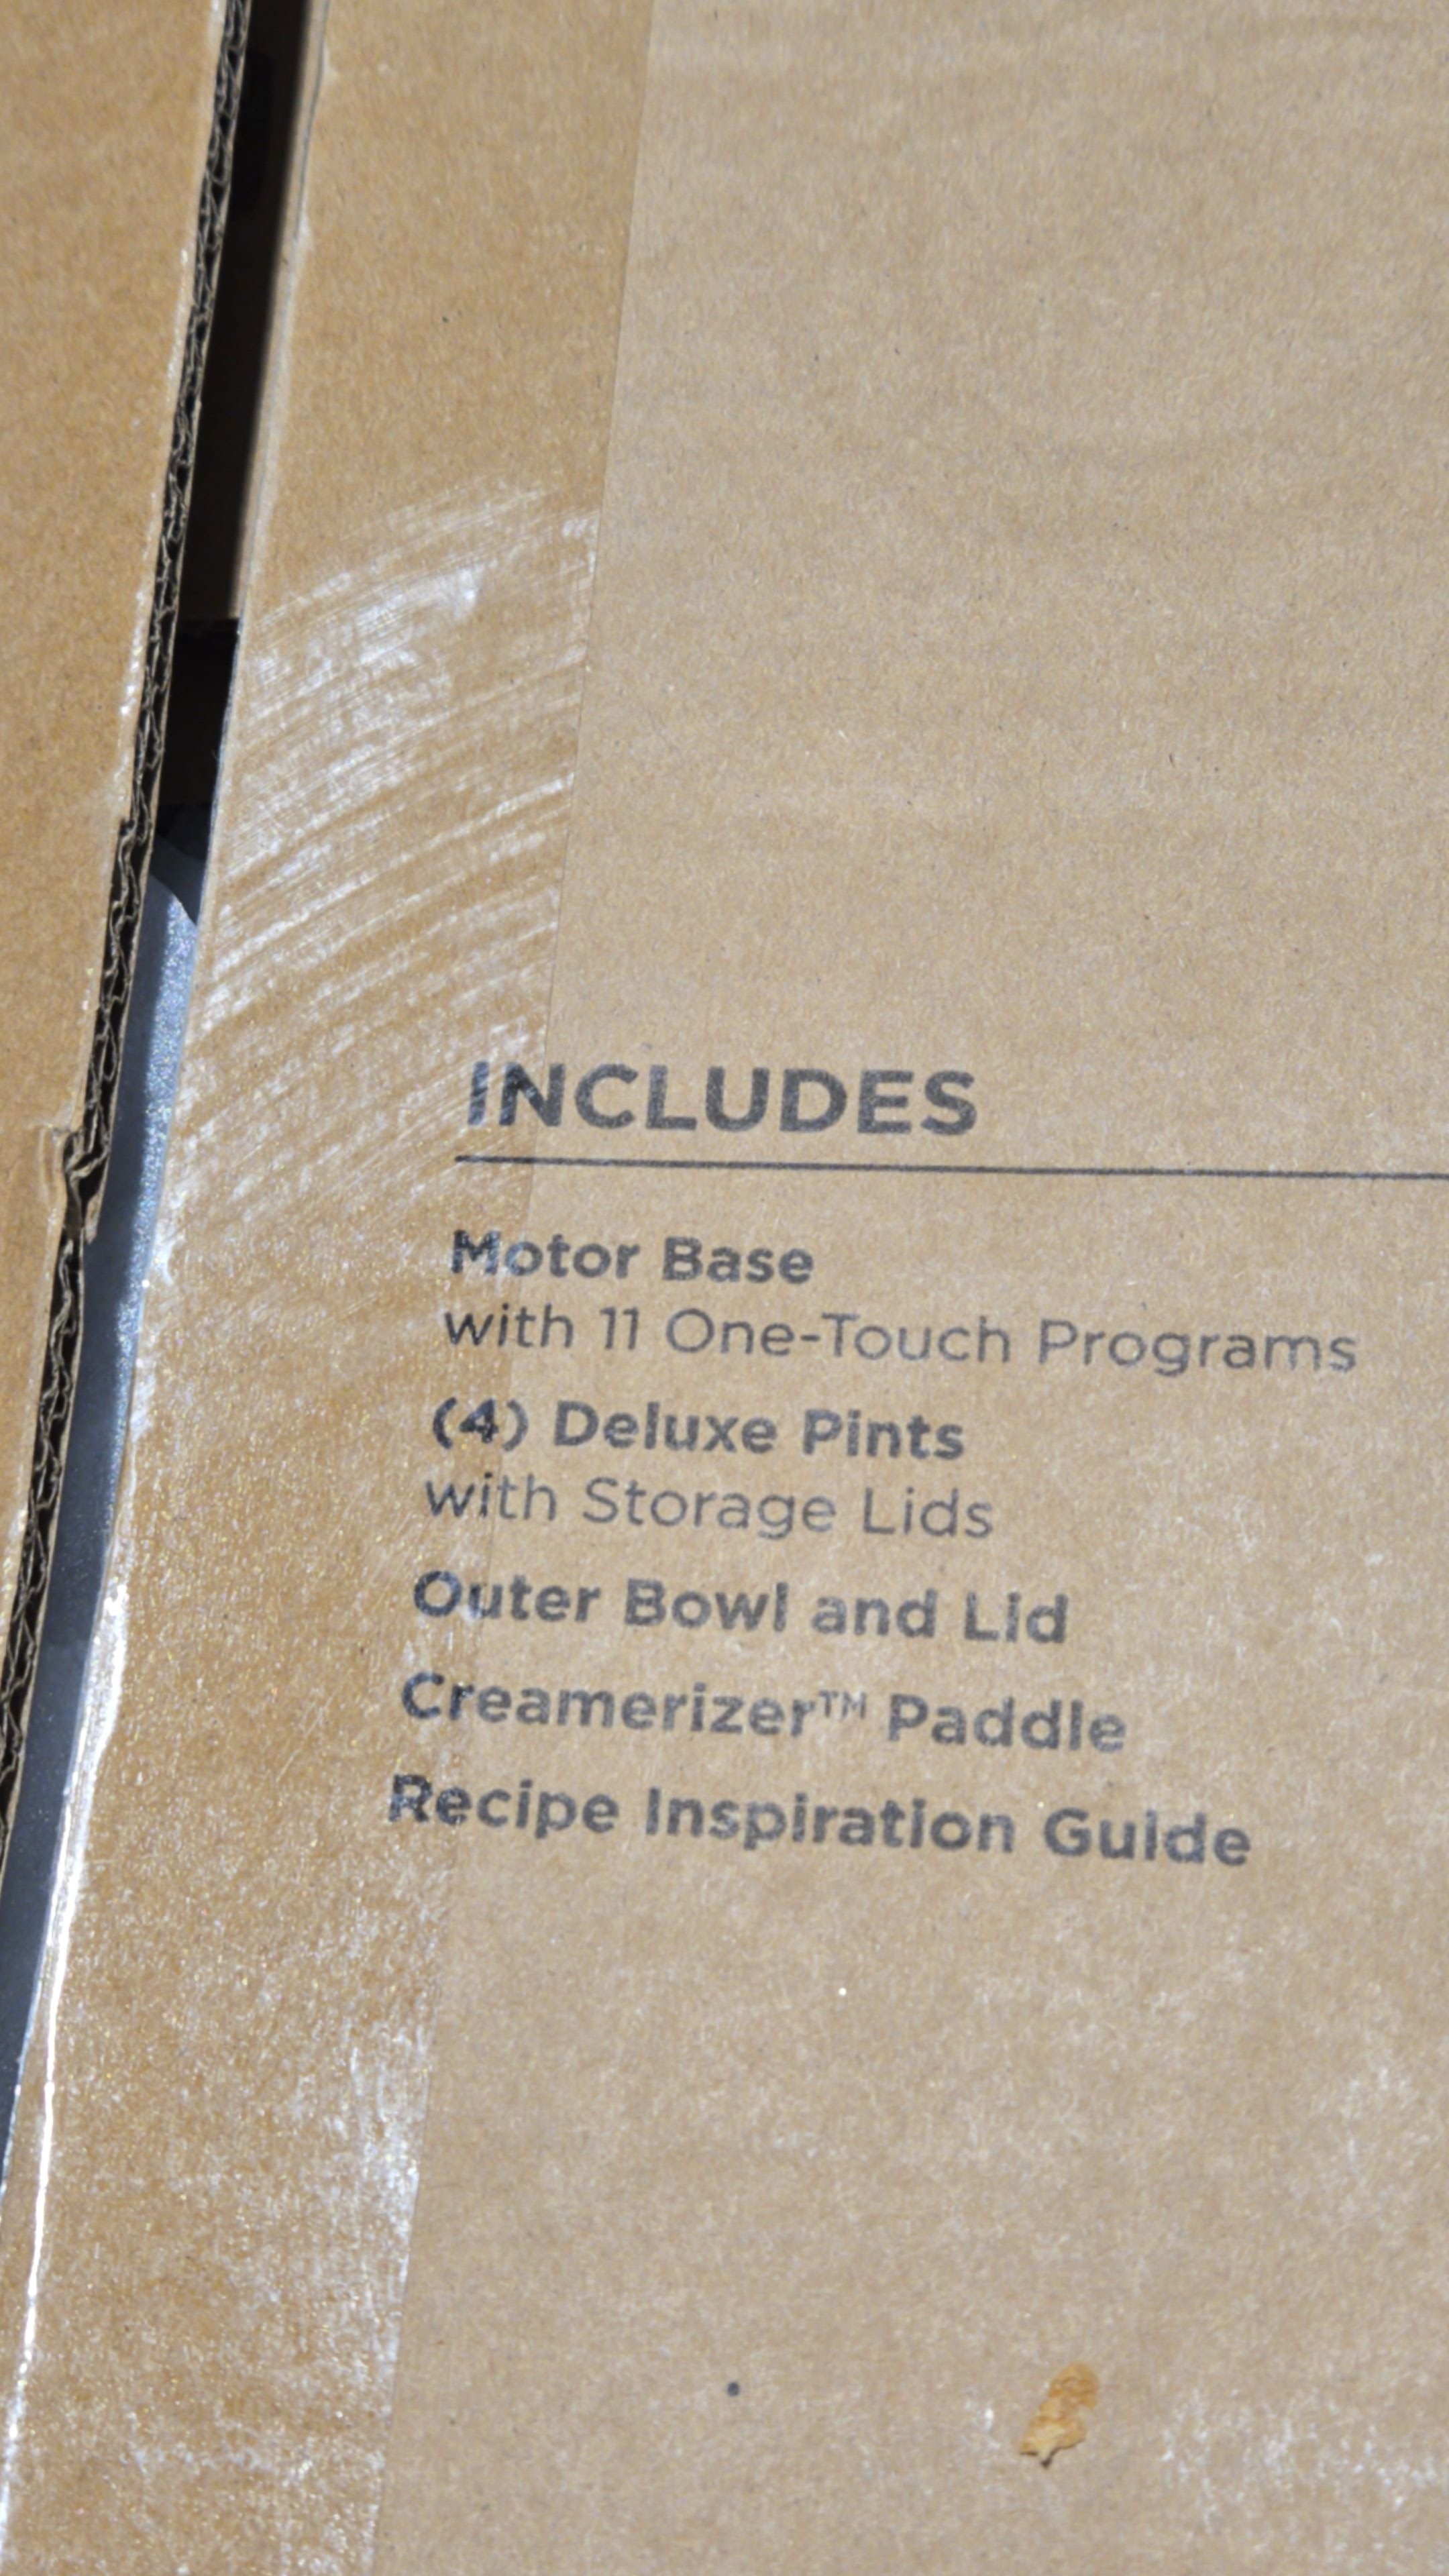 INCLUDES
Motor Base
with 11 One-Touch Programs
(4) Deluxe Pints
with Storage Lids
Outer Bowl and Lid
Creamerizer™ Paddle
Recipe Inspiration Guide